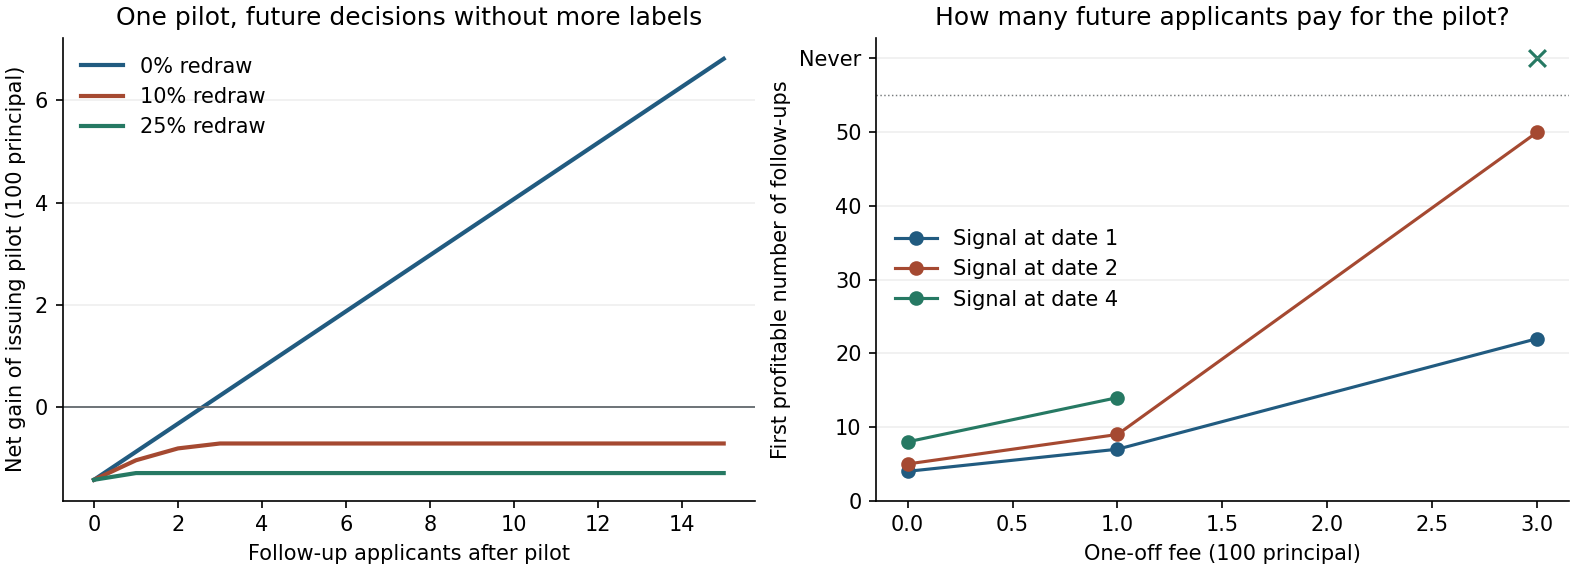 One pilot, future decisions without more labels
Net gain of issuing pilot (100 principal)
6
4
2
0
0% redraw
10% redraw
25% redraw
0
2
4
6
8
10
12
14
Follow-up applicants after pilot
How many future applicants pay for the pilot?
First profitable number of follow-ups
Never
50
40
30
20
10
0
Signal at date 1
Signal at date 2
Signal at date 4
0.0
0.5
1.0
1.5
2.0
2.5
3.0
One-off fee (100 principal)